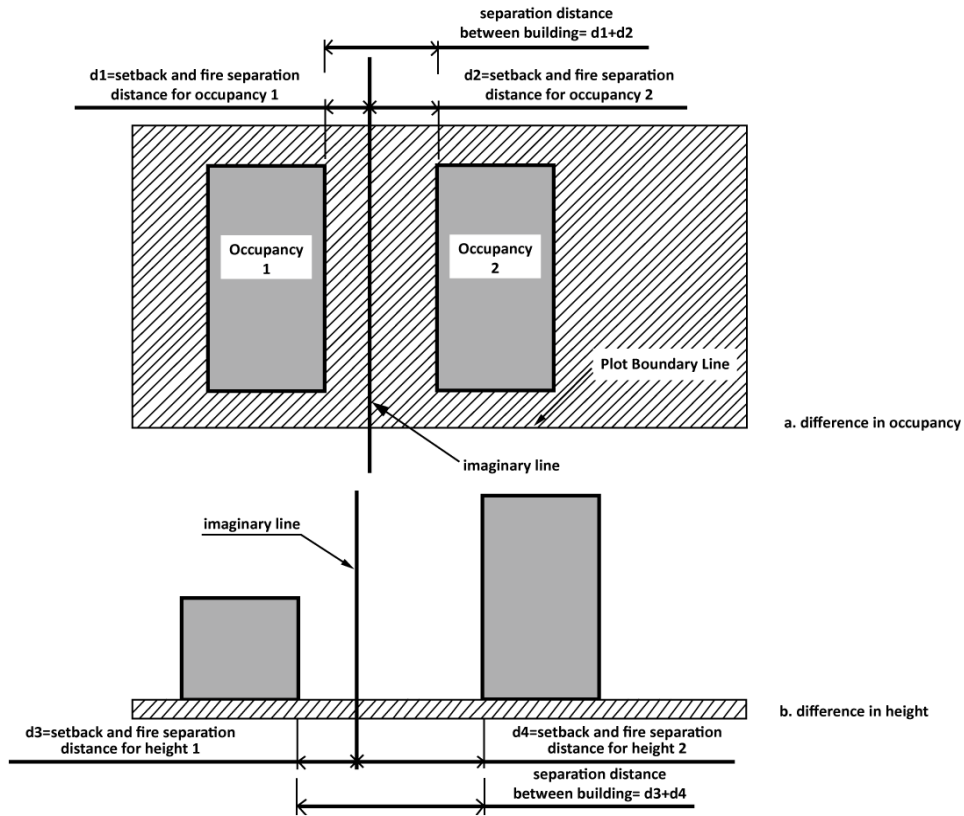 separation distance
between building= d1+d2
d1=setback and fire separation
distance for occupancy 1
d2=setback and fire separation
distance for occupancy 2
Occupancy
1
Occupancy
2
Plot Boundary Line
a. difference in occupancy
imaginary line
imaginary line
b. difference in height
d3=setback and fire separation
distance for height 1
d4=setback and fire separation
distance for height 2
separation distance
between building= d3+d4